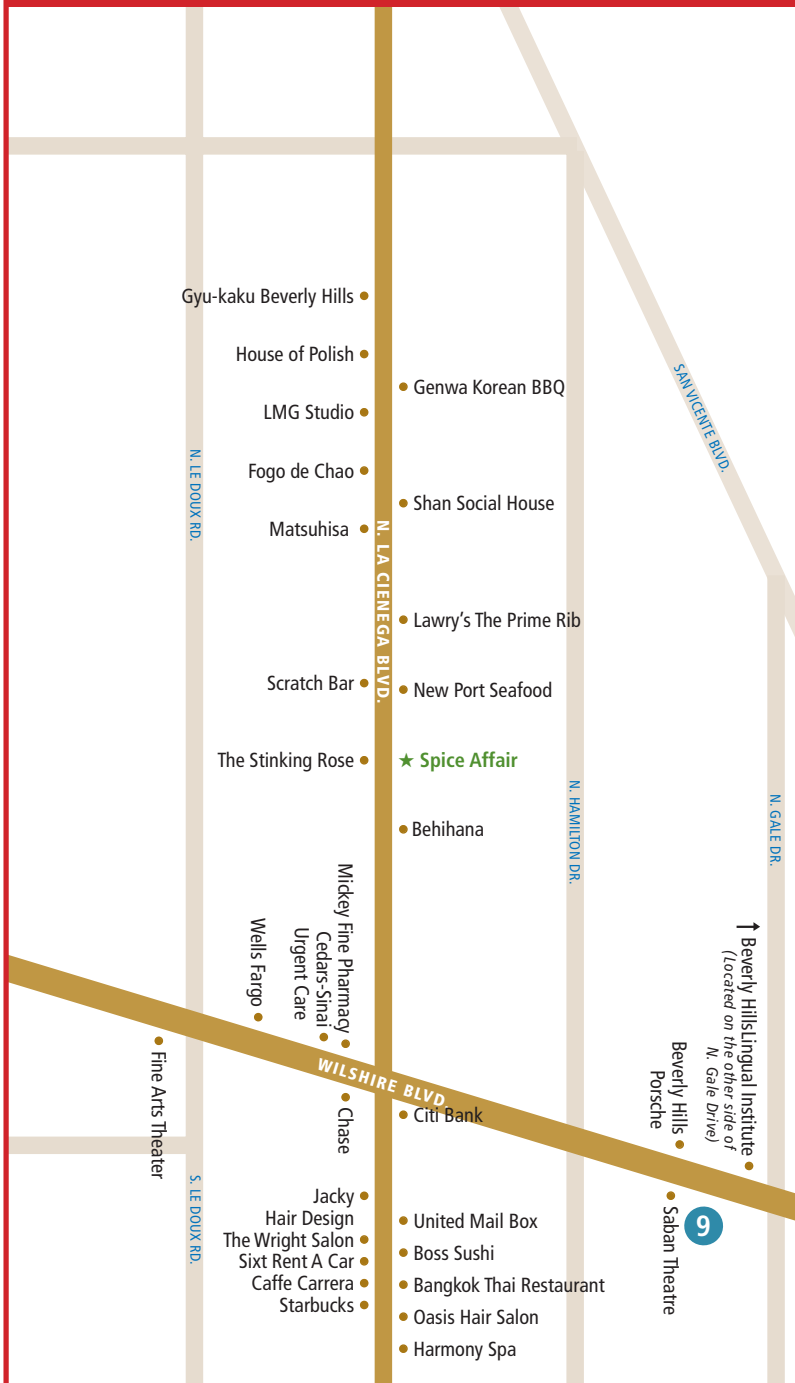 Gyu-kaku Beverly Hills
House of Polish
Genwa Korean BBQ
SAN VICENTE BLVD.
LMG Studio
N. LE DOUX RD.
Fogo de Chao
Shan Social House
Matsuhisa
N. LA CIENEGA BLVD.
Lawry's The Prime Rib
Scratch Bar
New Port Seafood
The Stinking Rose
★ Spice Affair
N. HAMILTON DR.
N. GALE DR.
Behihana
Mickey Fine Pharmacy
Cedars-Sinai
Urgent Care
Wells Fargo
Beverly HillsLingual Institute
(Located on the other side of
N. Gale Drive)
Beverly Hills
Porsche
WILSHIRE BLVD
Fine Arts Theater
Chase
Citi Bank
S. LE DOUX RD.
Jacky
Hair Design
The Wright Salon
Sixt Rent A Car
Caffe Carrera
Starbucks
United Mail Box
Boss Sushi
Bangkok Thai Restaurant
Oasis Hair Salon
Harmony Spa
Saban Theatre
9